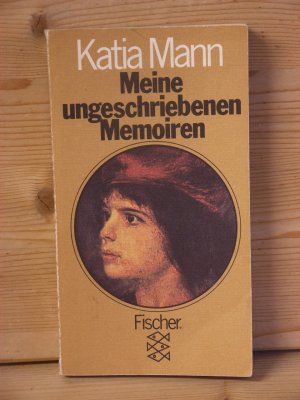 Katia Mann
Meine
ungeschriebenen
Memoiren
Fischer